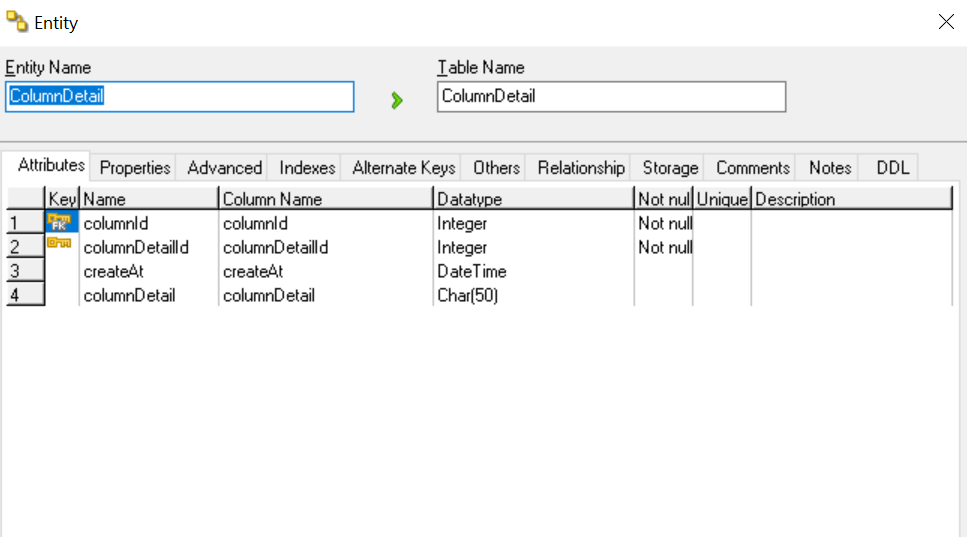 Entity
Entity Name
Table Name
ColumnDetail
ColumnDetail
Attributes Properties Advanced Indexes Alternate Keys Others Relationship Storage Comments Notes DDL
Key Name Column Name Datatype Not nul Unique Description
1 FK columnId columnId Integer Not null
2 columnDetailId columnDetailId Integer Not null
3 createAt createAt DateTime
4 columnDetail columnDetail Char(50)